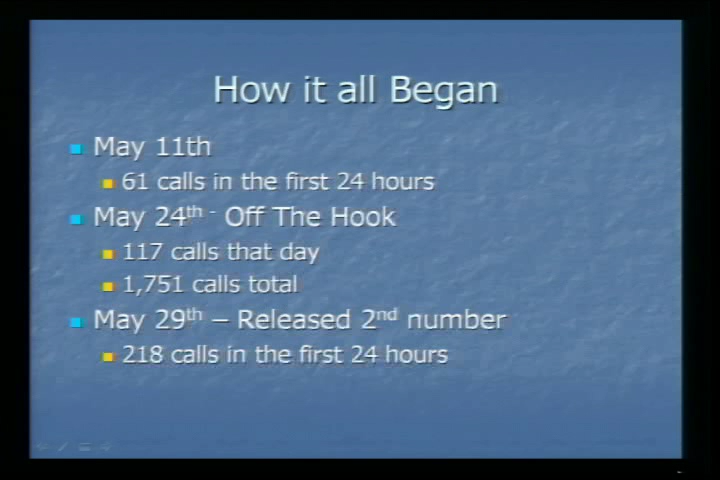 How it all Began
May 11th
61 calls in the first 24 hours
May 24th - Off The Hook
117 calls that day
1,751 calls total
May 29th – Released 2nd number
218 calls in the first 24 hours